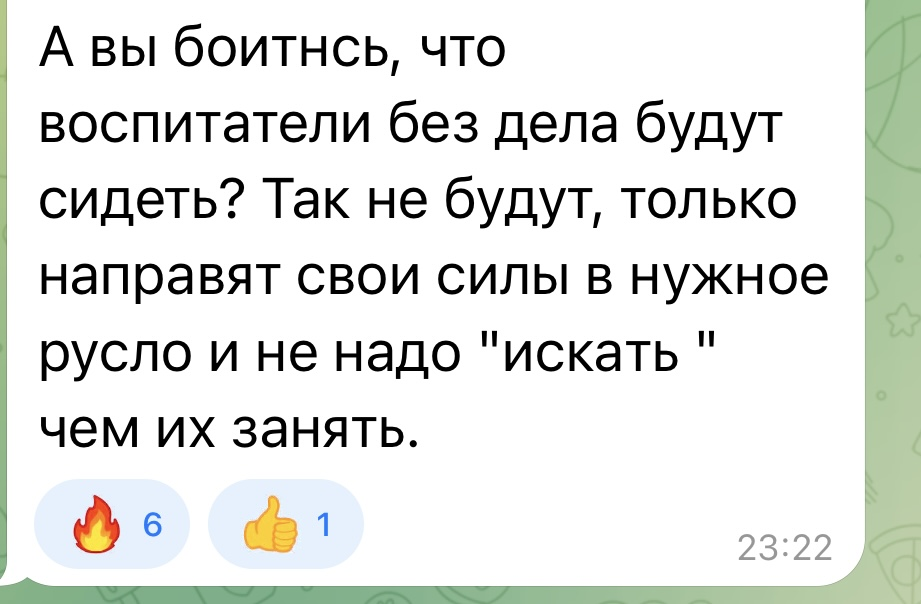 А вы боитнсь, что
воспитатели без дела будут
сидеть? Так не будут, только
направят свои силы в нужное
русло и не надо "искать "
чем их занять.
6 1
23:22